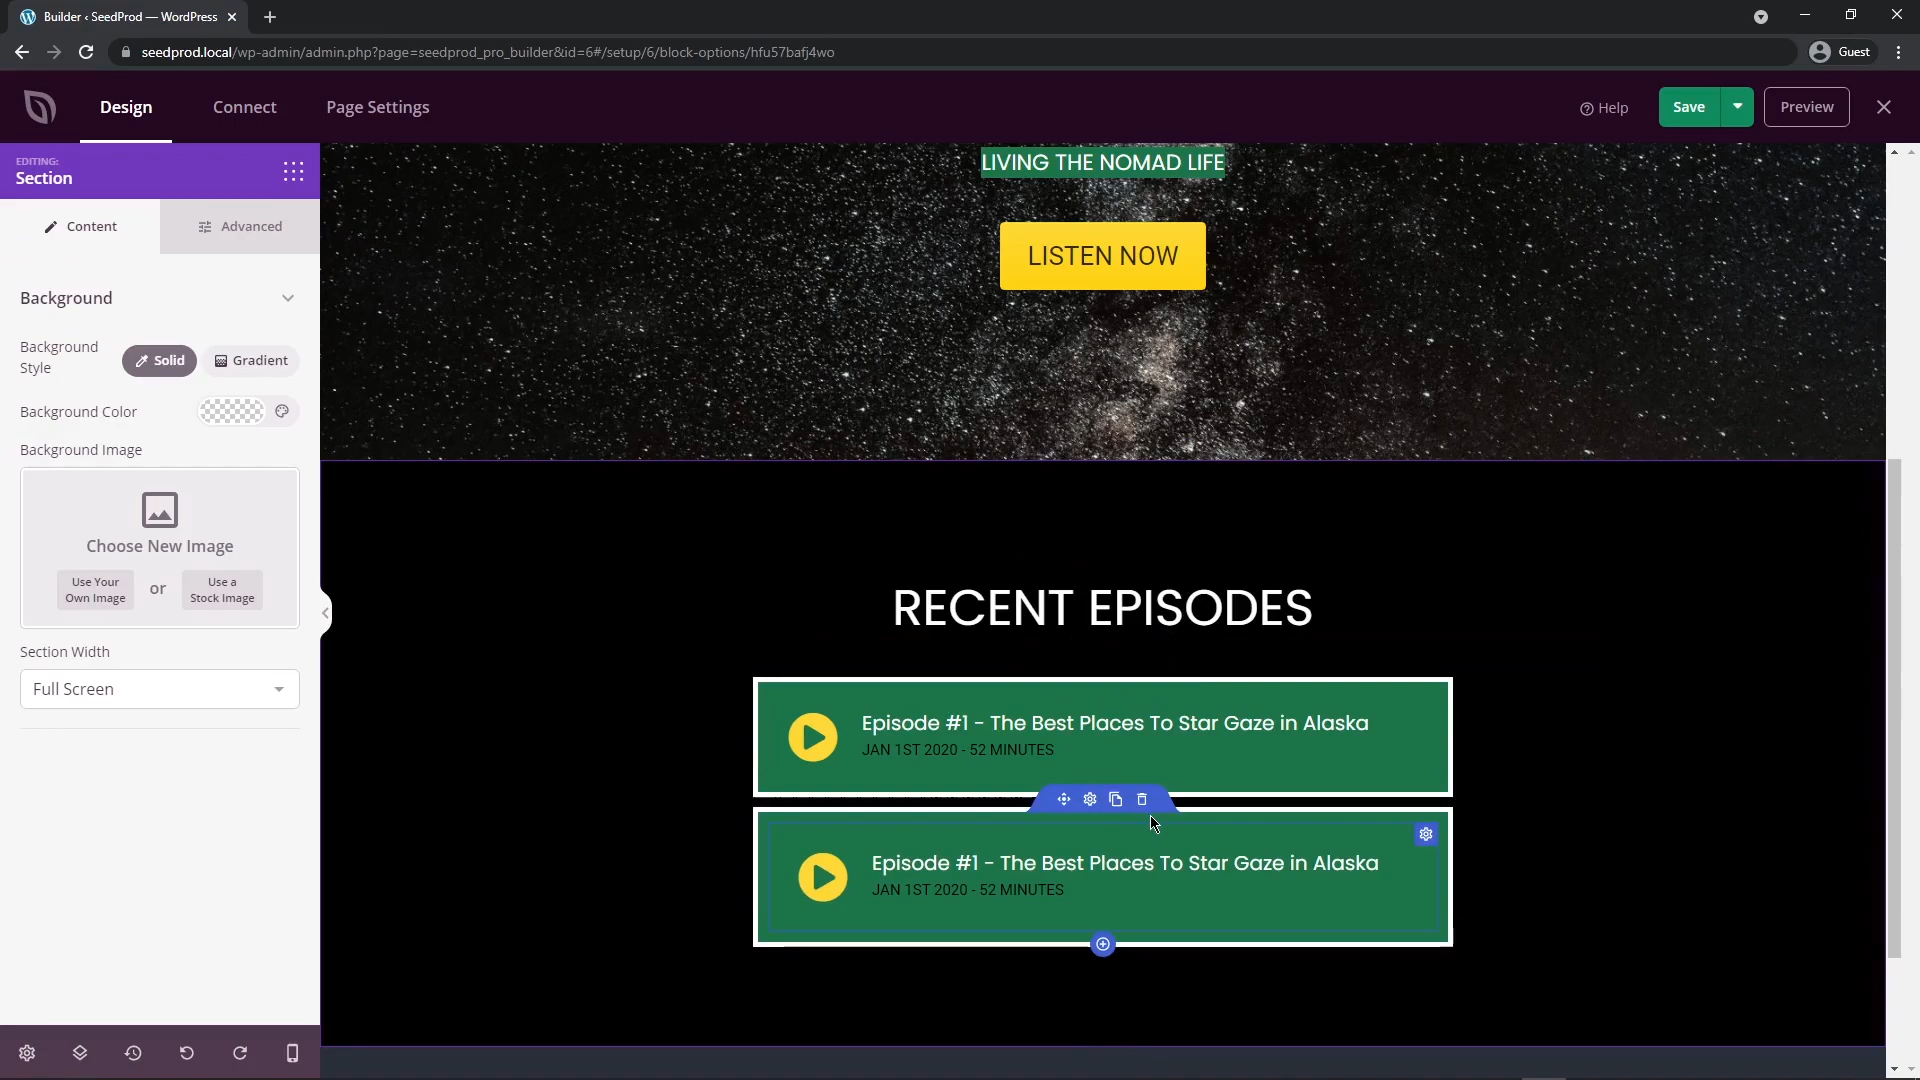 Builder ‹ SeedProd — WordPress
seedprod.local/wp-admin/admin.php?page=seedprod_pro_builder&id=6#/setup/6/block-options/hfu57bafj4wo
Guest
Design
Connect
Page Settings
Help
Save
Preview
EDITING:
Section
Content
Advanced
Background
Background
Style
Solid
Gradient
Background Color
Background Image
Choose New Image
Use Your
Own Image
or
Use a
Stock Image
Section Width
Full Screen
LIVING THE NOMAD LIFE
LISTEN NOW
RECENT EPISODES
Episode #1 - The Best Places To Star Gaze in Alaska
JAN 1ST 2020 - 52 MINUTES
Episode #1 - The Best Places To Star Gaze in Alaska
JAN 1ST 2020 - 52 MINUTES